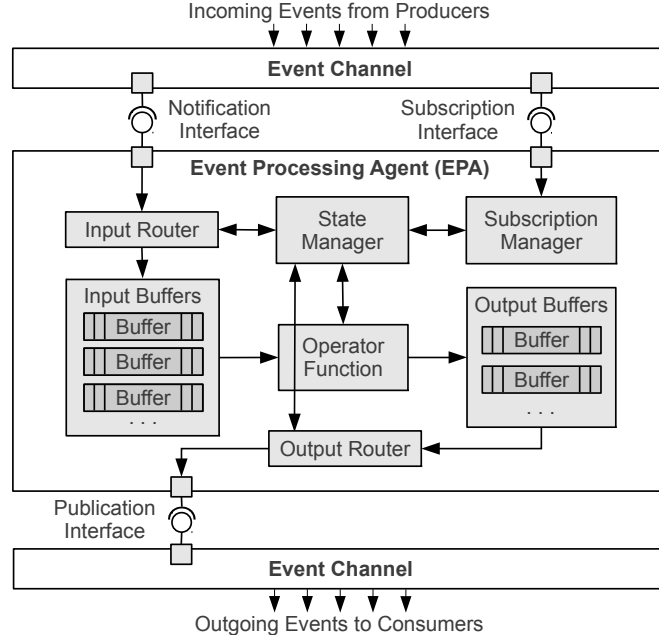 Incoming Events from Producers
Event Channel
Notification
Interface
Subscription
Interface
Event Processing Agent (EPA)
Input Router
State
Manager
Subscription
Manager
Input Buffers
Buffer
Buffer
Buffer
. . .
Operator
Function
Output Buffers
Buffer
Buffer
. . .
Output Router
Publication
Interface
Event Channel
Outgoing Events to Consumers